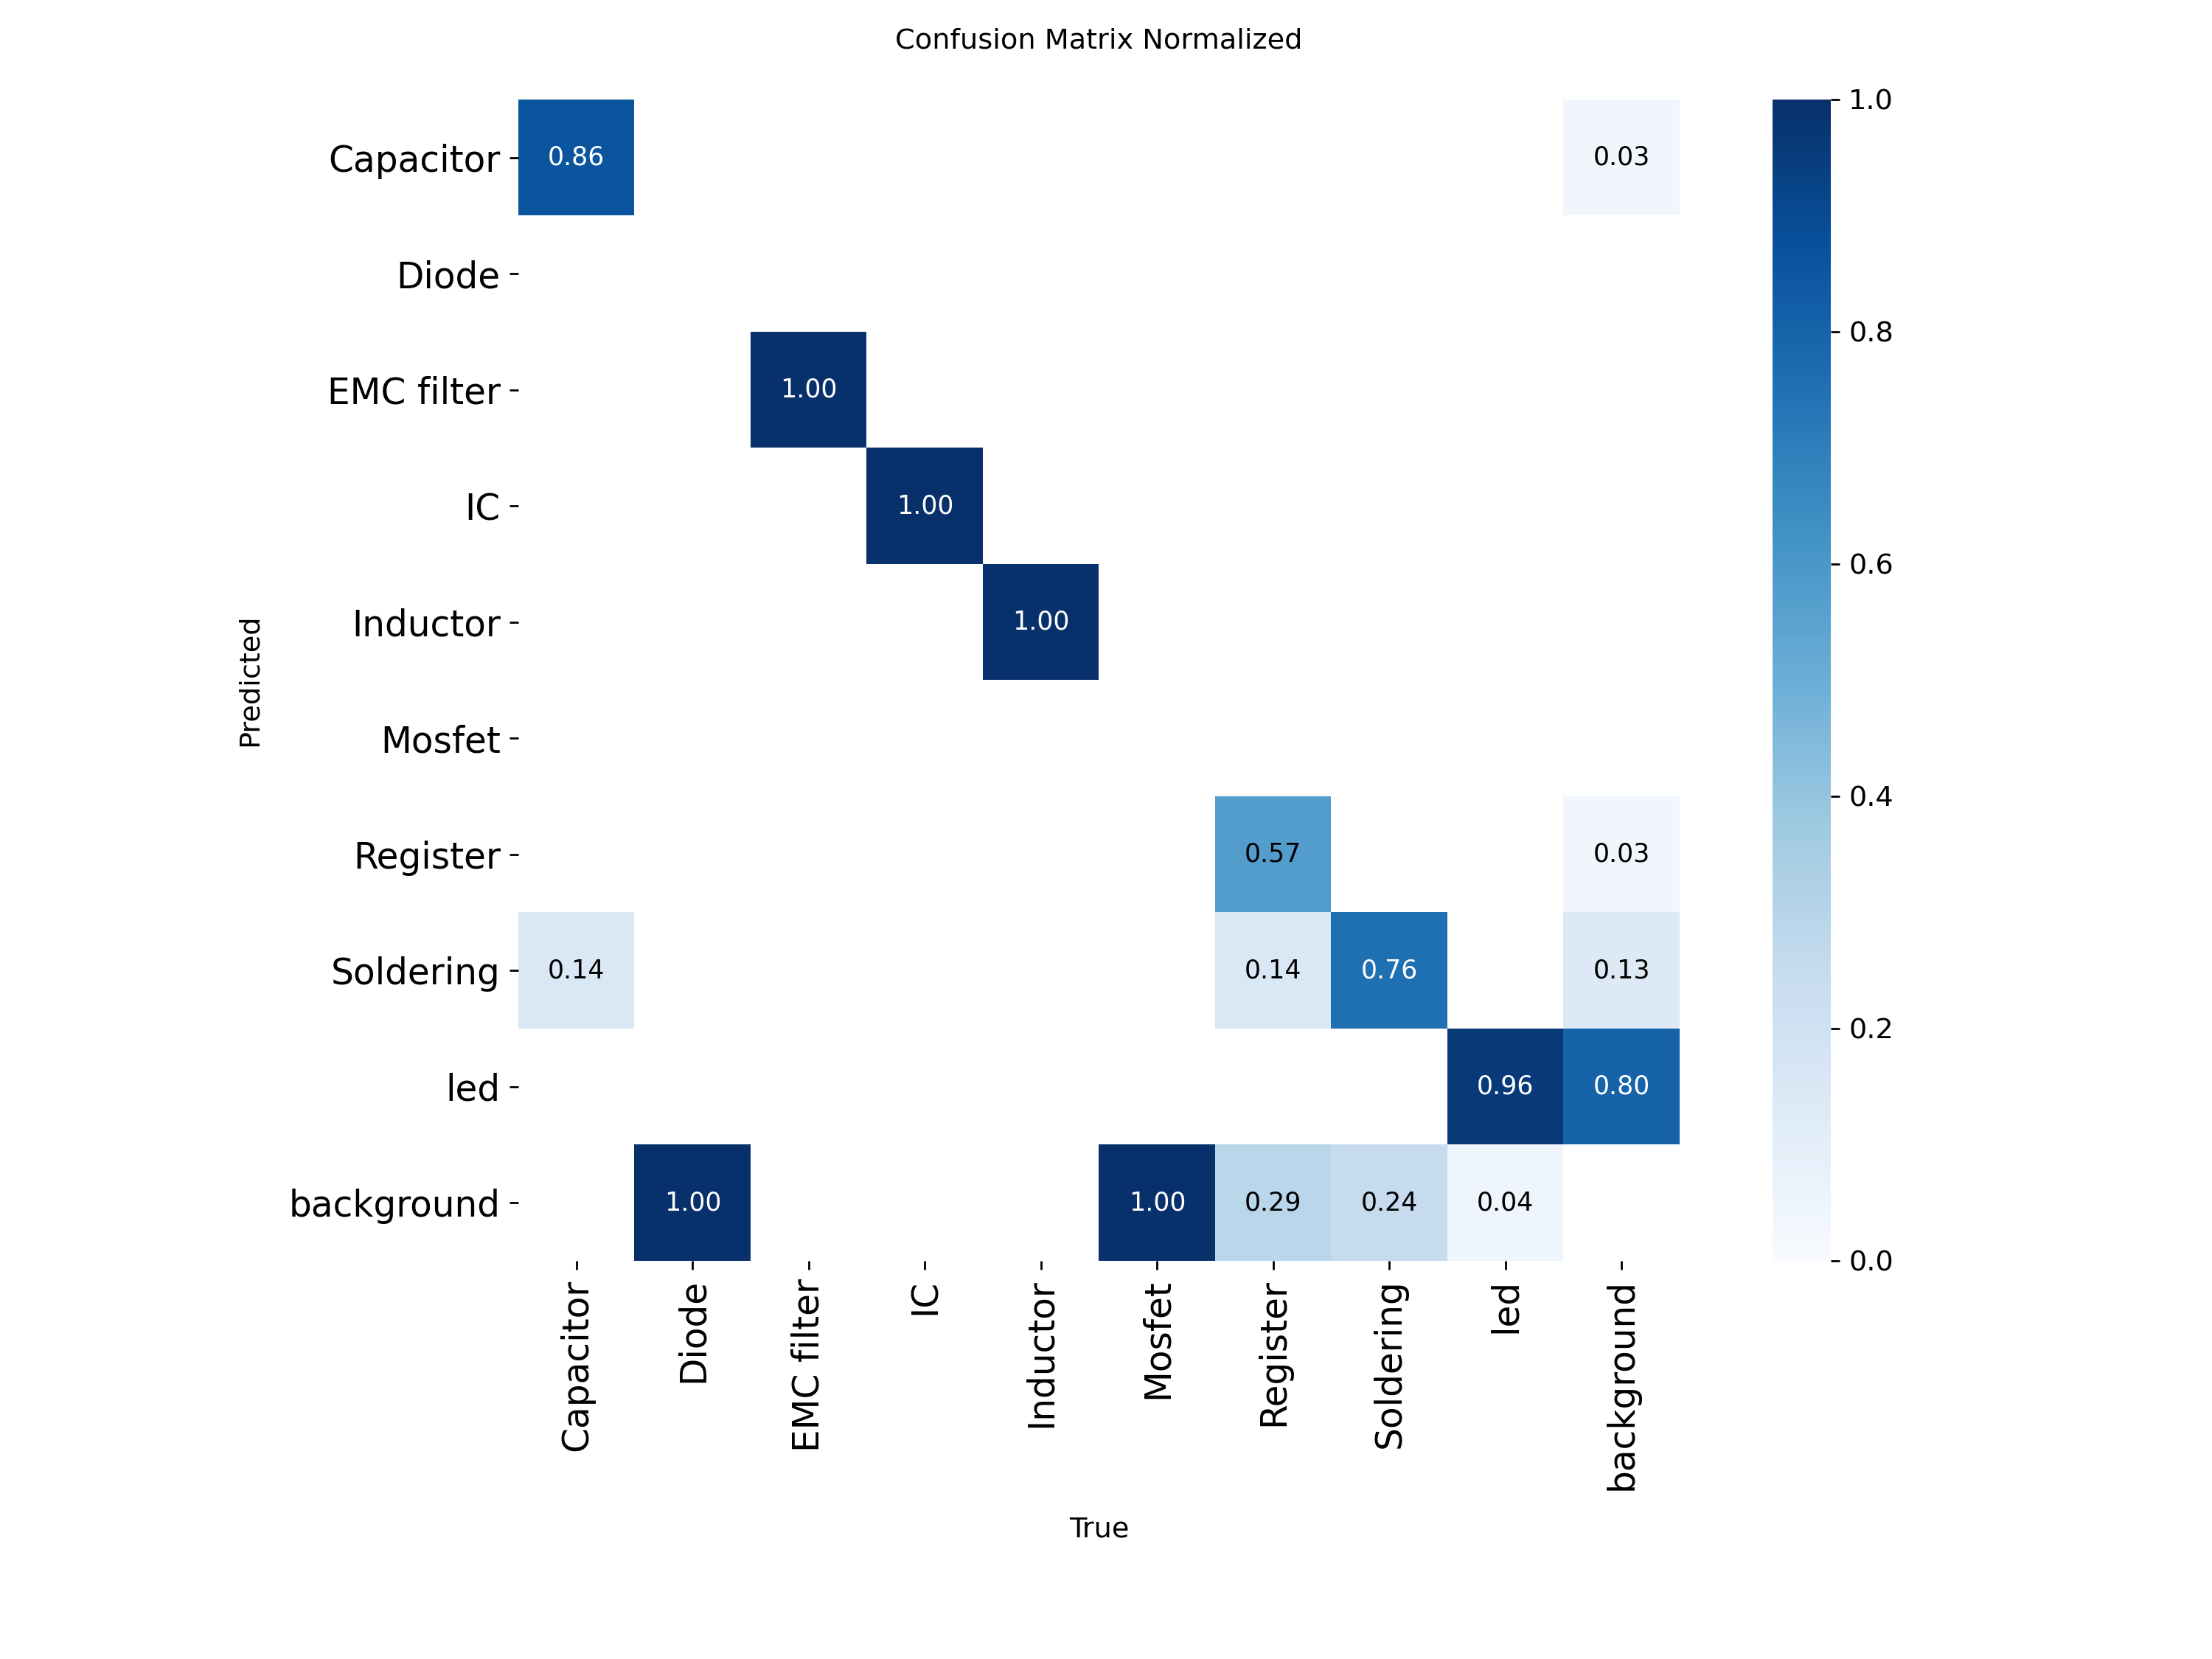 Confusion Matrix Normalized
Predicted
Capacitor 0.86 0.03
Diode
EMC filter 1.00
IC 1.00
Inductor 1.00
Mosfet
Register 0.57 0.03
Soldering 0.14 0.14 0.76 0.13
led 0.96 0.80
background 1.00 1.00 0.29 0.24 0.04
Capacitor Diode EMC filter IC Inductor Mosfet Register Soldering led background
True
1.0
0.8
0.6
0.4
0.2
0.0